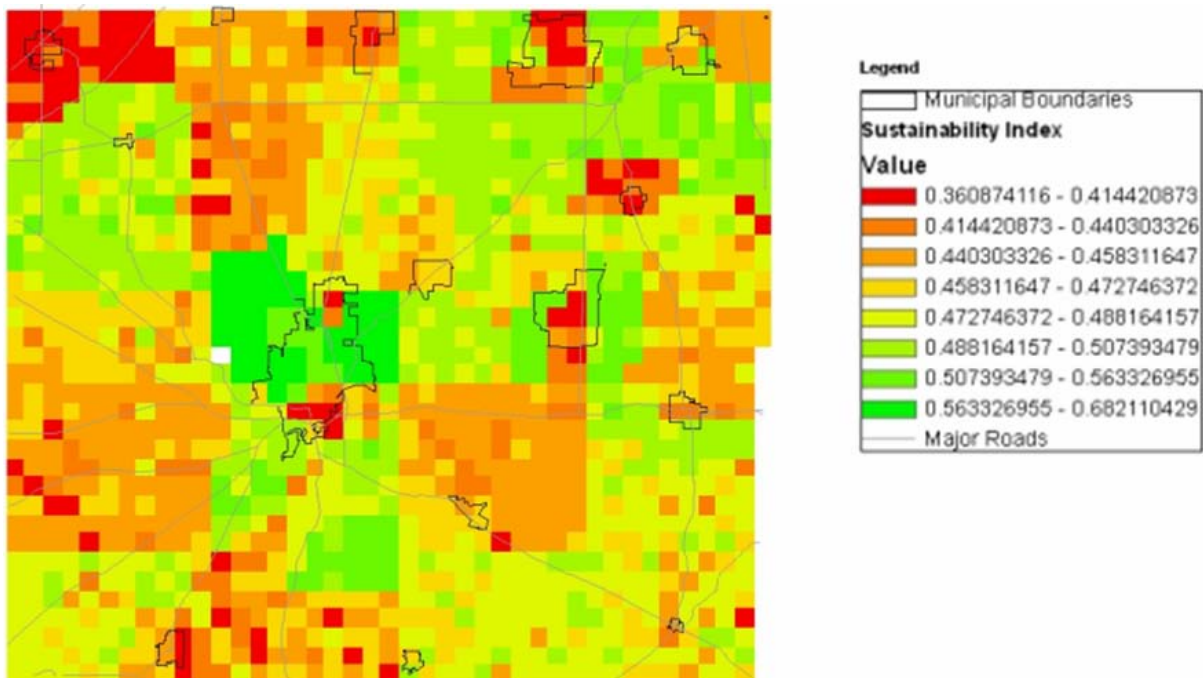 Legend
Municipal Boundaries
Sustainability Index
Value
0.360874116 - 0.414420873
0.414420873 - 0.440303326
0.440303326 - 0.458311647
0.458311647 - 0.472746372
0.472746372 - 0.488164157
0.488164157 - 0.507393479
0.507393479 - 0.563326955
0.563326955 - 0.682110429
Major Roads